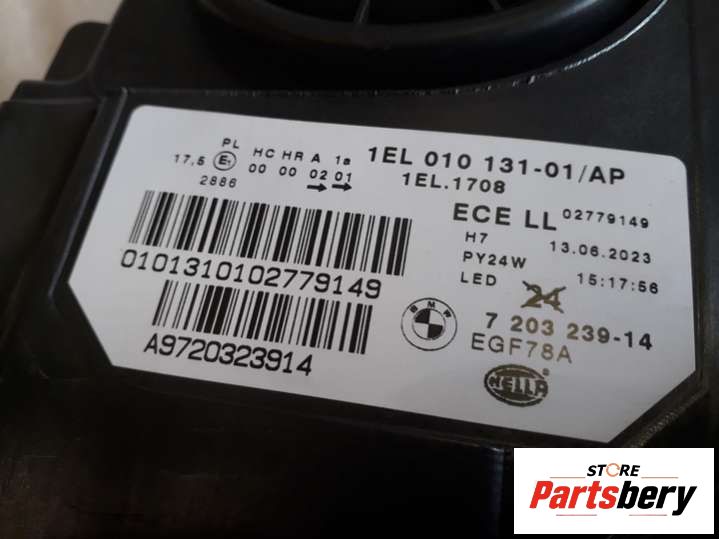 PL HC HR A 1a
17,5 E1 00 00 02 01
2886
1EL 010 131-01/AP
1EL.1708
ECE LL 02779149
H7 13.06.2023
PY24W
LED 24 15:17:56
0101310102779149
A9720323914
BMW
7 203 239-14
EGF78A
HELLA
STORE
Partsbery